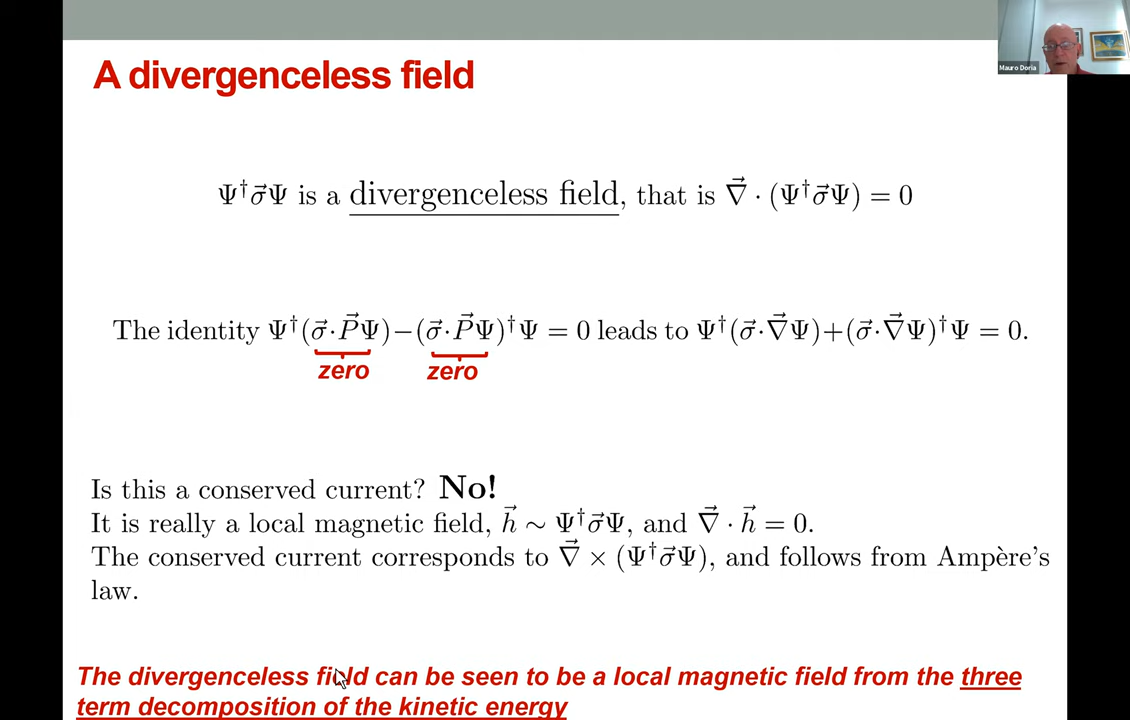 Mauro Doria
A divergenceless field
Ψ†σ⃗Ψ is a divergenceless field, that is ∇⃗ · (Ψ†σ⃗Ψ) = 0
The identity Ψ†(σ⃗·P⃗Ψ)−(σ⃗·P⃗Ψ)†Ψ = 0 leads to Ψ†(σ⃗·∇⃗Ψ)+(σ⃗·∇⃗Ψ)†Ψ = 0.
zero zero
Is this a conserved current? No!
It is really a local magnetic field, h⃗ ∼ Ψ†σ⃗Ψ, and ∇⃗ · h⃗ = 0.
The conserved current corresponds to ∇⃗ × (Ψ†σ⃗Ψ), and follows from Ampère's
law.
The divergenceless field can be seen to be a local magnetic field from the three
term decomposition of the kinetic energy